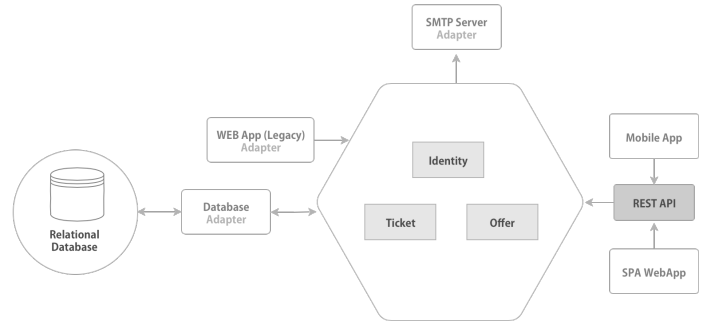 SMTP Server
Adapter
WEB App (Legacy)
Adapter
Mobile App
Identity
Database
Adapter
REST API
Relational
Database
Ticket
Offer
SPA WebApp